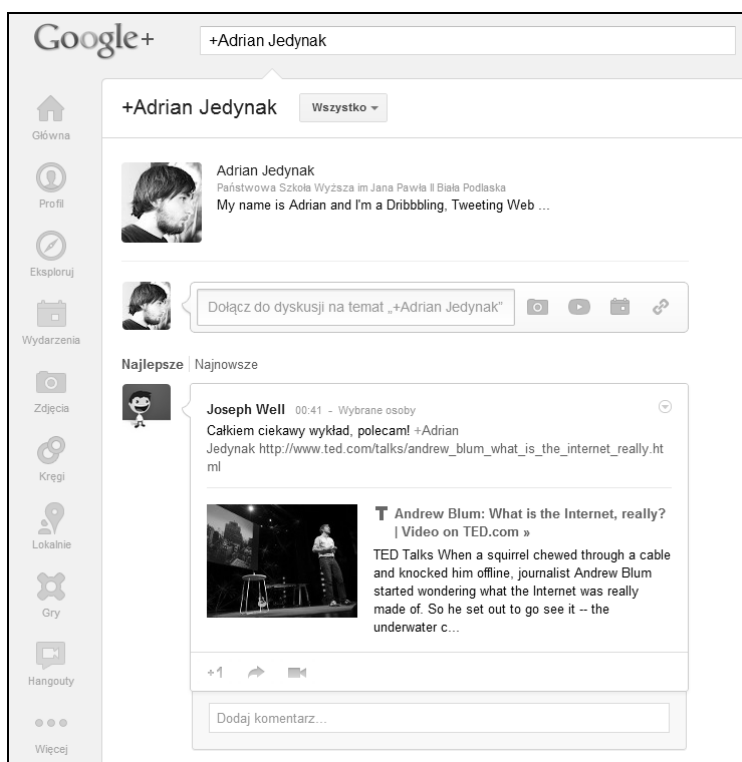 Google+
+Adrian Jedynak
+Adrian Jedynak
Wszystko
Główna
Profil
Eksploruj
Wydarzenia
Zdjęcia
Kręgi
Lokalnie
Gry
Hangouty
Więcej
Adrian Jedynak
Państwowa Szkoła Wyższa im Jana Pawła II Biała Podlaska
My name is Adrian and I'm a Dribbbling, Tweeting Web ...
Dołącz do dyskusji na temat „+Adrian Jedynak”
Najlepsze Najnowsze
Joseph Well 00:41 - Wybrane osoby
Całkiem ciekawy wykład, polecam! +Adrian
Jedynak http://www.ted.com/talks/andrew_blum_what_is_the_internet_really.ht
ml
T Andrew Blum: What is the Internet, really?
| Video on TED.com »
TED Talks When a squirrel chewed through a cable
and knocked him offline, journalist Andrew Blum
started wondering what the Internet was really
made of. So he set out to go see it -- the
underwater c...
+1
Dodaj komentarz...